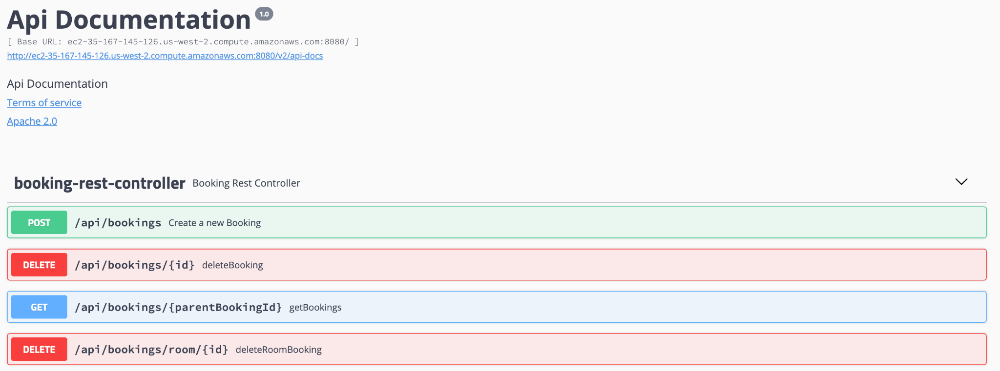 Api Documentation 1.0
[ Base URL: ec2-35-167-145-126.us-west-2.compute.amazonaws.com:8080/ ]
http://ec2-35-167-145-126.us-west-2.compute.amazonaws.com:8080/v2/api-docs
Api Documentation
Terms of service
Apache 2.0
booking-rest-controller Booking Rest Controller
POST /api/bookings Create a new Booking
DELETE /api/bookings/{id} deleteBooking
GET /api/bookings/{parentBookingId} getBookings
DELETE /api/bookings/room/{id} deleteRoomBooking